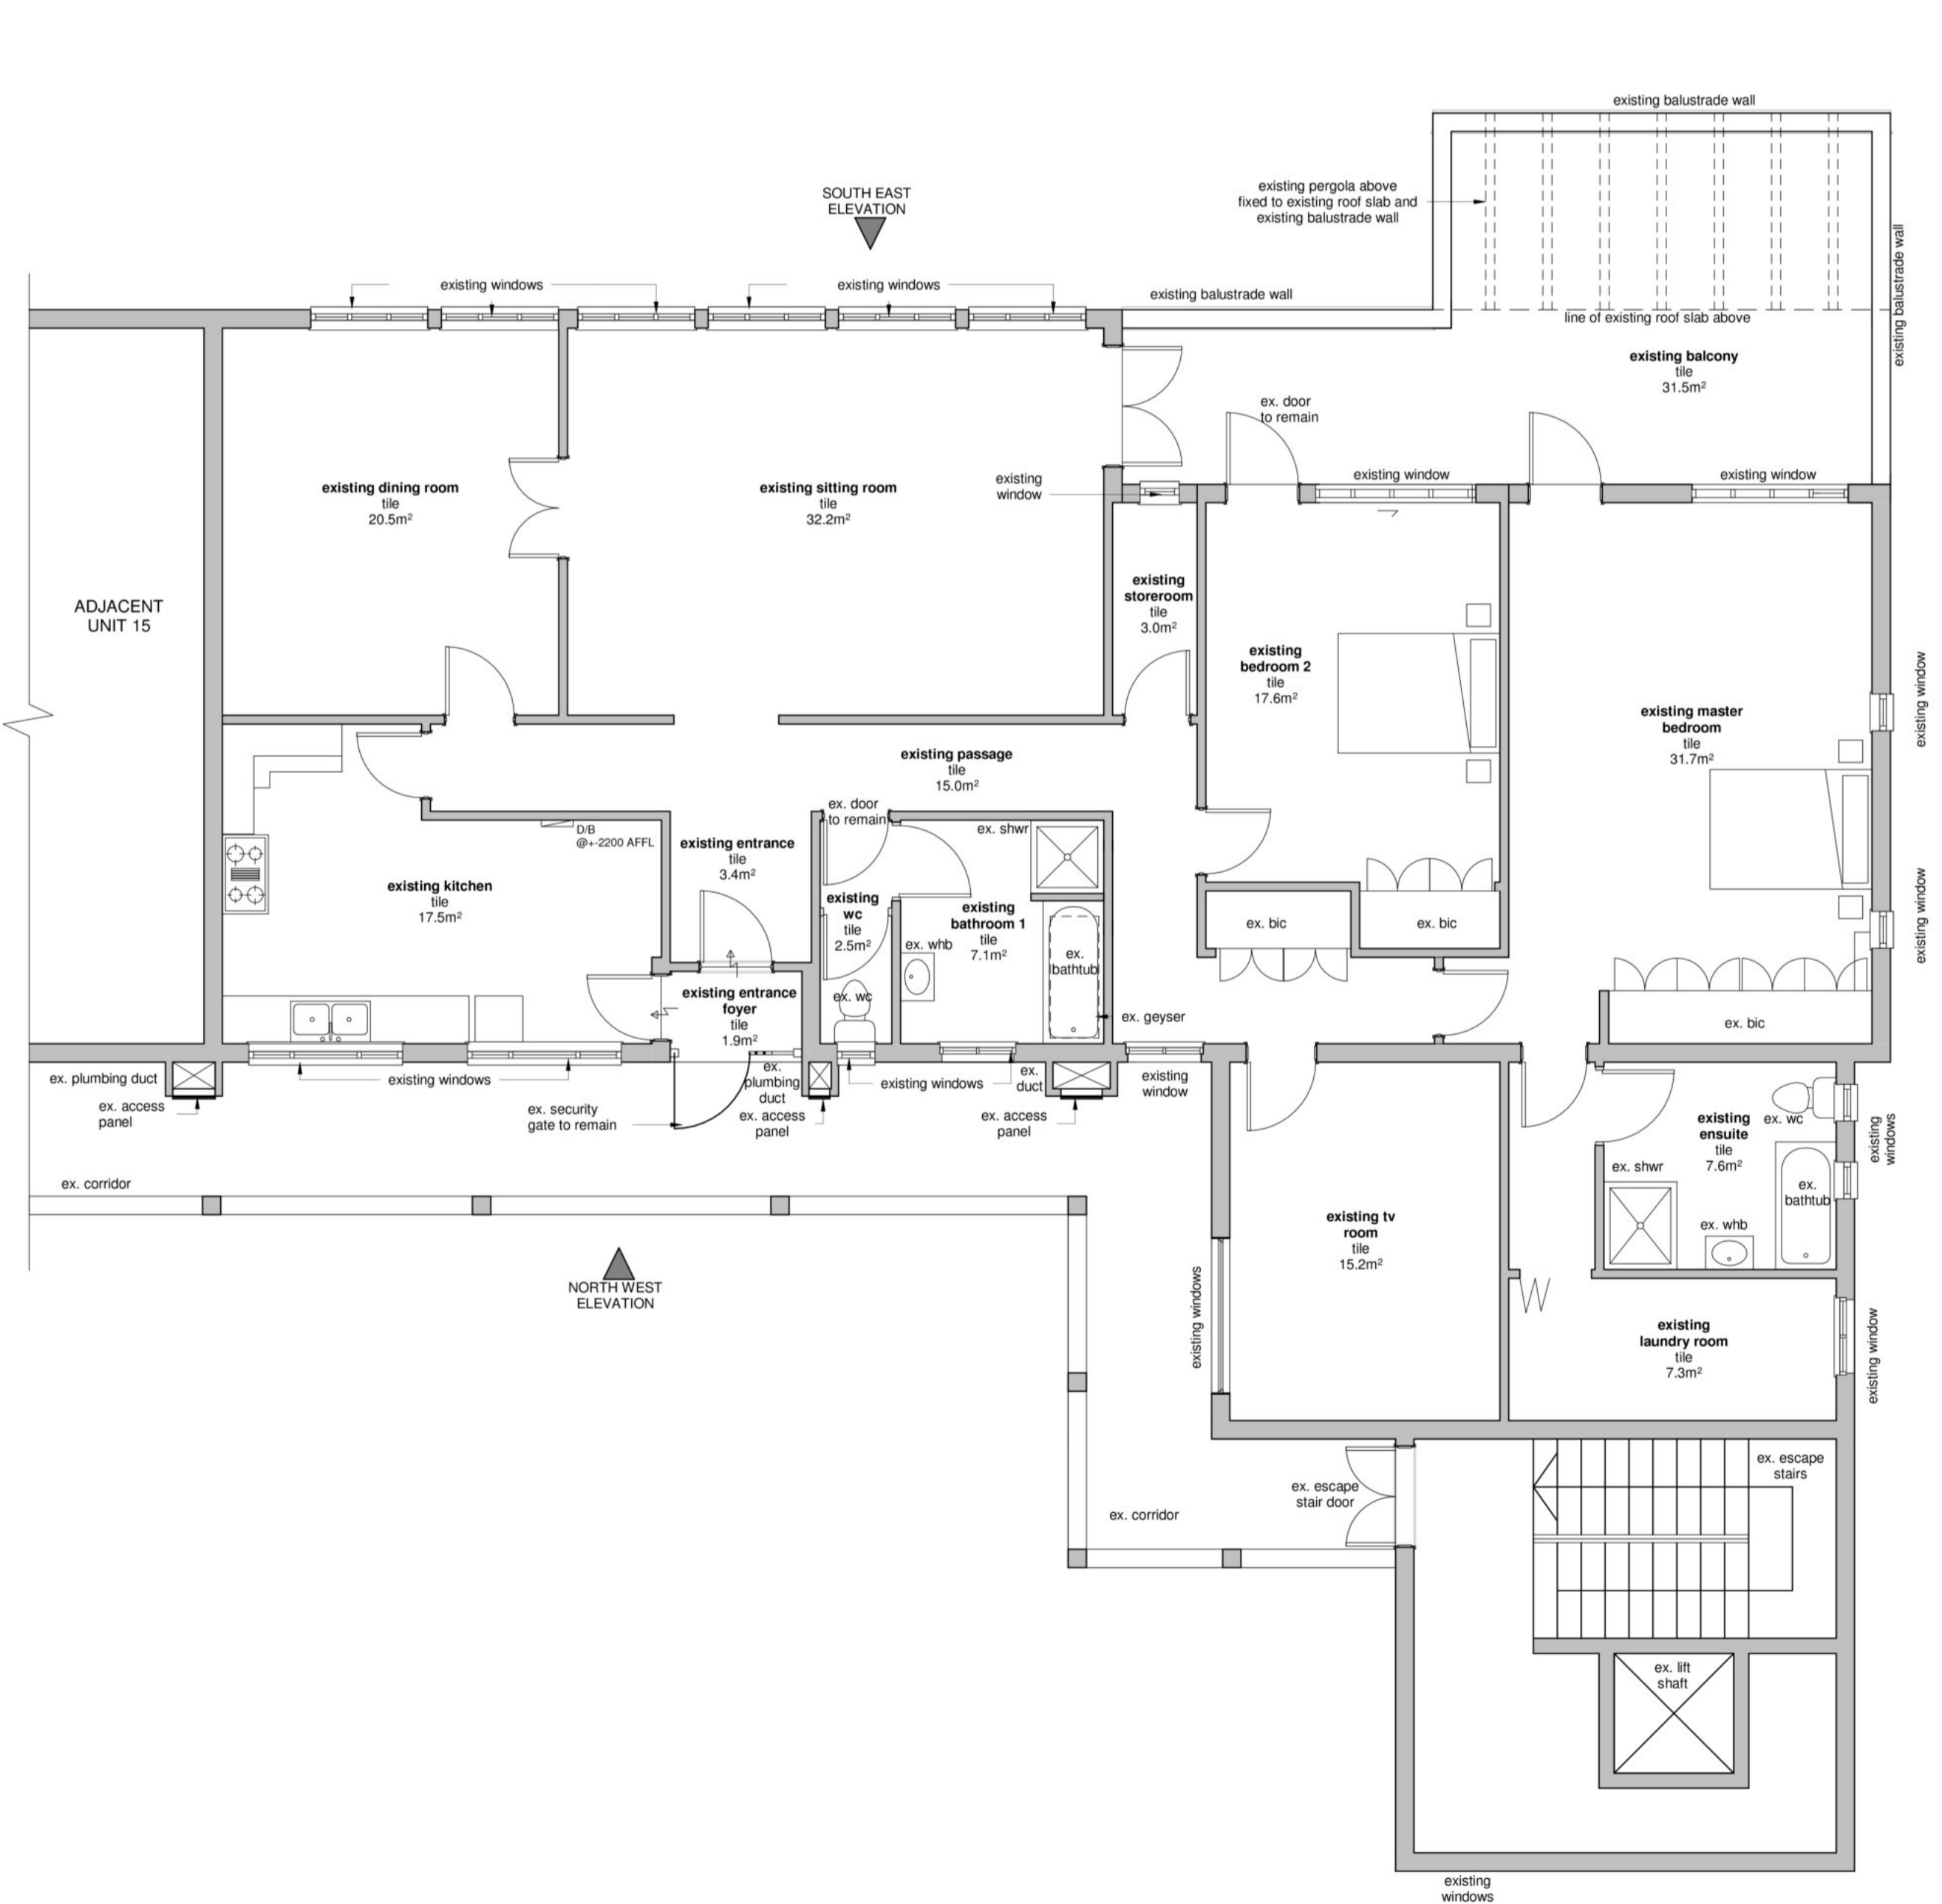 existing balustrade wall
SOUTH EAST
ELEVATION
existing pergola above
fixed to existing roof slab and
existing balustrade wall
existing balustrade wall
existing windows
existing windows
existing balustrade wall
line of existing roof slab above
existing balcony
tile
31.5m²
ex. door
to remain
existing window
existing window
existing
window
existing dining room
tile
20.5m²
existing sitting room
tile
32.2m²
ADJACENT
UNIT 15
existing
storeroom
tile
3.0m²
existing
bedroom 2
tile
17.6m²
existing master
bedroom
tile
31.7m²
existing window
existing passage
tile
15.0m²
ex. door
to remain
D/B
@+-2200 AFFL
existing entrance
tile
3.4m²
ex. shwr
existing kitchen
tile
17.5m²
existing
wc
tile
2.5m²
existing
bathroom 1
tile
7.1m²
ex. whb
ex.
bathtub
ex. bic
ex. bic
existing window
existing entrance
foyer
tile
1.9m²
ex. wc
ex. geyser
ex. bic
ex. plumbing duct
ex. access
panel
existing windows
ex. security
gate to remain
ex.
plumbing
duct
ex. access
panel
existing windows
ex.
duct
ex. access
panel
existing
window
existing
ensuite
tile
7.6m²
ex. wc
existing
windows
ex. shwr
ex.
bathtub
ex. whb
ex. corridor
existing tv
room
tile
15.2m²
NORTH WEST
ELEVATION
existing windows
existing
laundry room
tile
7.3m²
existing window
ex. escape
stairs
ex. escape
stair door
ex. corridor
ex. lift
shaft
existing
windows